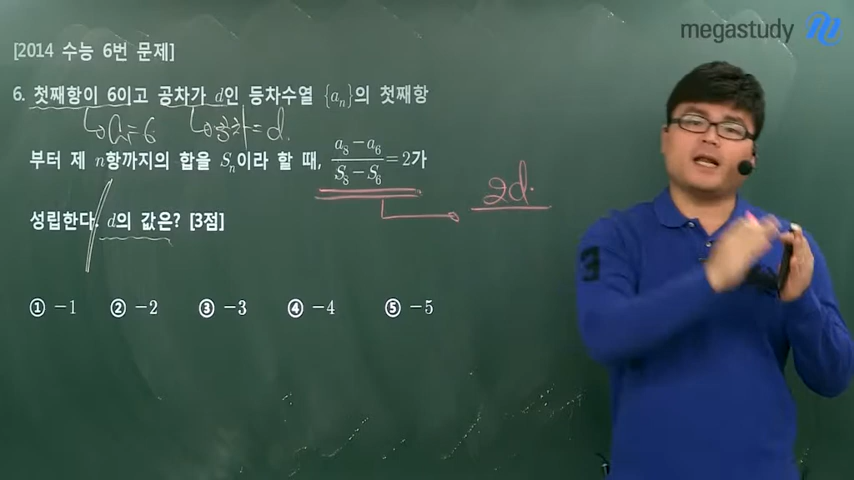 megastudy
[2014 수능 6번 문제]
6. 첫째항이 6이고 공차가 d인 등차수열 {aₙ}의 첫째항
a₁=6 공차=d.
부터 제 n항까지의 합을 Sₙ이라 할 때, (a₈−a₆)/(S₈−S₆)=2가
2d.
성립한다. d의 값은? [3점]
① −1 ② −2 ③ −3 ④ −4 ⑤ −5
3